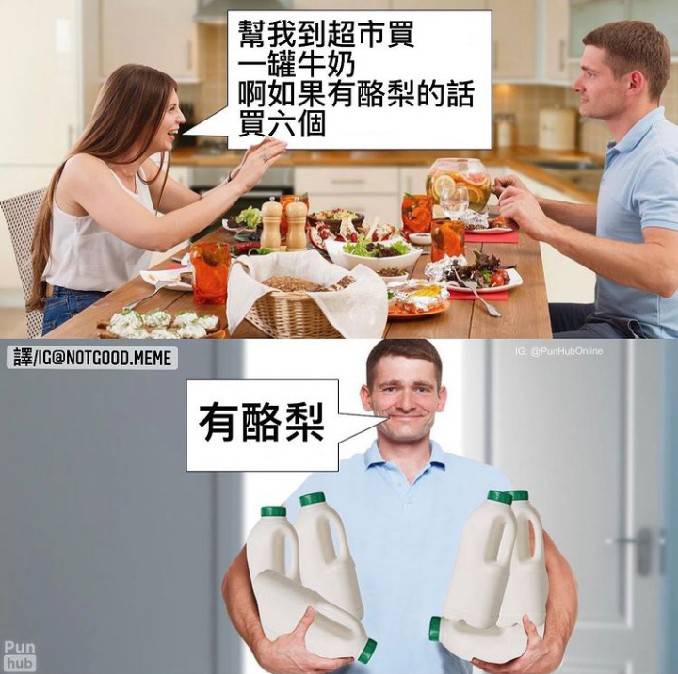 幫我到超市買
一罐牛奶
啊如果有酪梨的話
買六個
譯/IG@NOTGOOD.MEME
IG: @PunHubOnline
有酪梨
Pun
hub